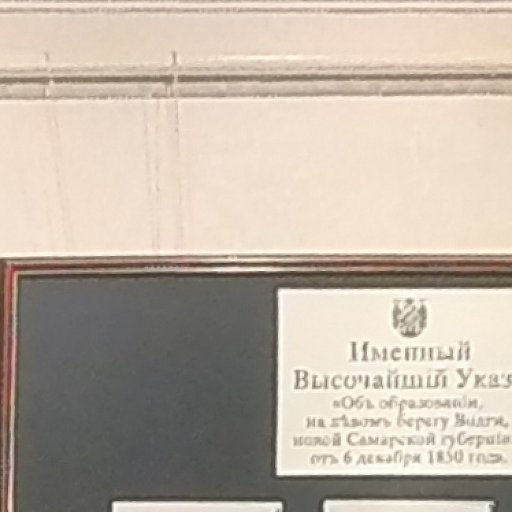 Именный
Высочайшій Указ
«Объ образованіи,
на лѣвомъ берегу Волги,
новой Самарской губерніи
отъ 6 декабря 1850 года.